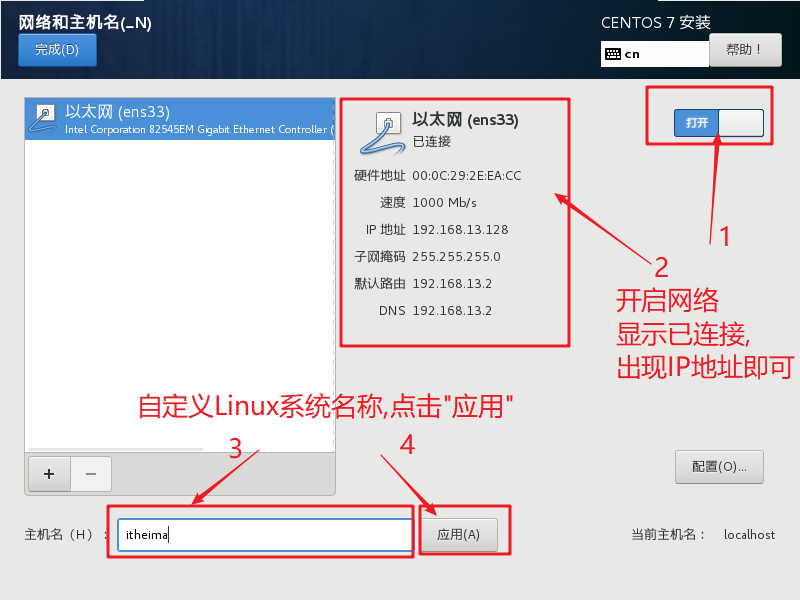 网络和主机名(_N)
完成(D)
CENTOS 7 安装
cn
帮助！
以太网 (ens33)
Intel Corporation 82545EM Gigabit Ethernet Controller (
以太网 (ens33)
已连接
硬件地址 00:0C:29:2E:EA:CC
速度 1000 Mb/s
IP 地址 192.168.13.128
子网掩码 255.255.255.0
默认路由 192.168.13.2
DNS 192.168.13.2
打开
1
2
开启网络
显示已连接,
出现IP地址即可
自定义Linux系统名称,点击"应用"
3
4
+
−
配置(O)...
主机名（H）：
itheima
应用(A)
当前主机名：
localhost